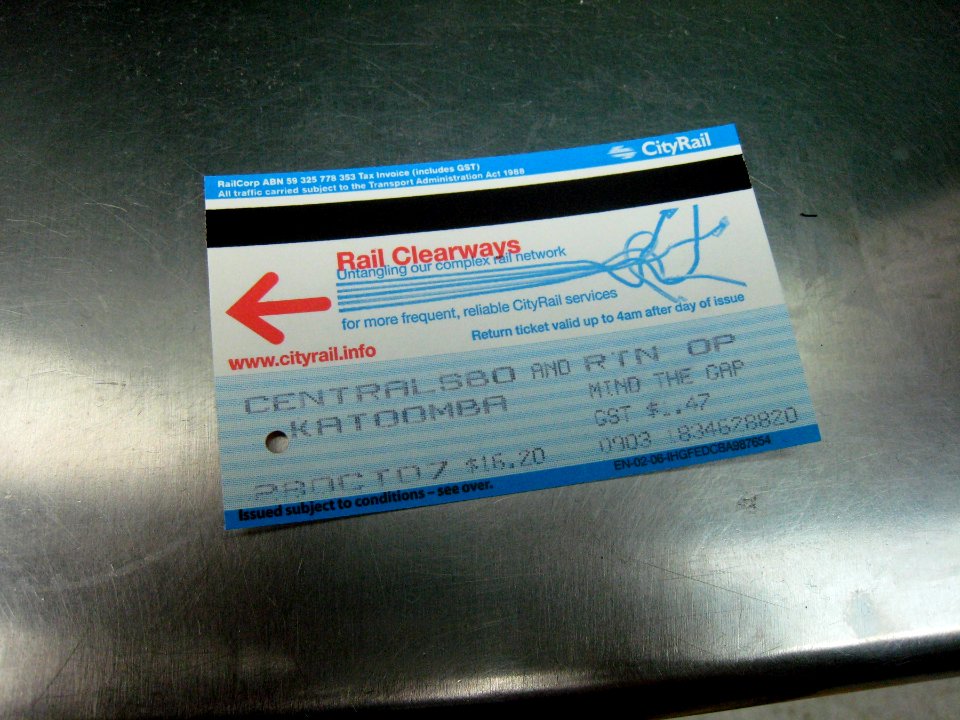 RailCorp ABN 59 325 778 353 Tax Invoice (includes GST)
All traffic carried subject to the Transport Administration Act 1988
CityRail
Rail Clearways
Untangling our complex rail network
for more frequent, reliable CityRail services
Return ticket valid up to 4am after day of issue
www.cityrail.info
CENTRALSBO AND RTN OP
KATOOMBA MIND THE GAP
GST $..47
28OCT07 $16.20 0903 1834628820
EN-02-06-IHGFEDCBA987654
Issued subject to conditions – see over.